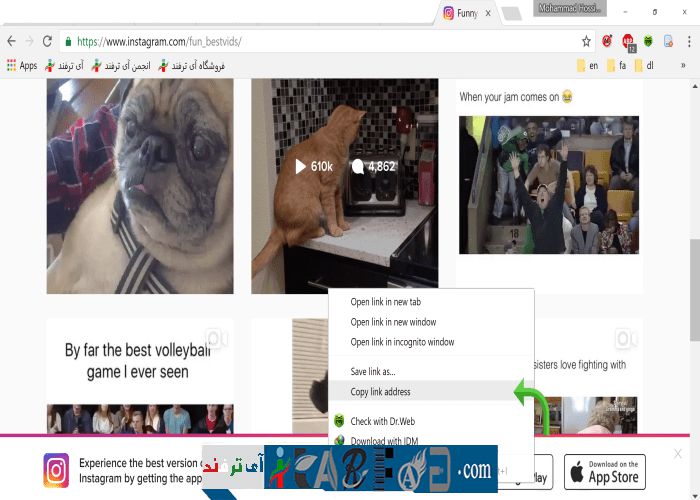 Funny
Mohammad Hossi...
https://www.instagram.com/fun_bestvids/
12
Apps
آی ترفند
انجمن آی ترفند
فروشگاه آی ترفند
en
fa
dl
»
610k
4,862
When your jam comes on 😂
18
By far the best volleyball
game I ever seen
sisters love fighting with
Open link in new tab
Open link in new window
Open link in incognito window
Save link as...
Copy link address
Check with Dr.Web
Download with IDM
Experience the best version
Instagram by getting the app
آی ترفند
.com
Download on the
App Store